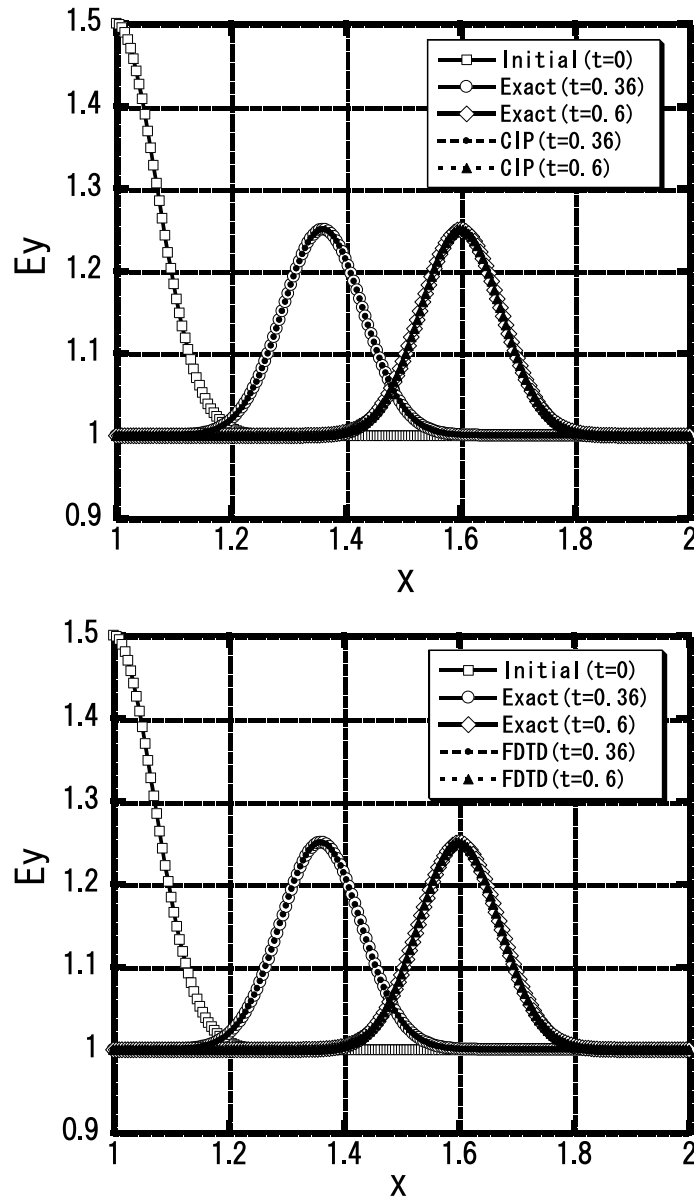 1.5
1.4
1.3
1.2
1.1
1
0.9
Ey
Initial(t=0)
Exact(t=0.36)
Exact(t=0.6)
CIP(t=0.36)
CIP(t=0.6)
1 1.2 1.4 1.6 1.8 2
X
1.5
1.4
1.3
1.2
1.1
1
0.9
Ey
Initial(t=0)
Exact(t=0.36)
Exact(t=0.6)
FDTD(t=0.36)
FDTD(t=0.6)
1 1.2 1.4 1.6 1.8 2
X